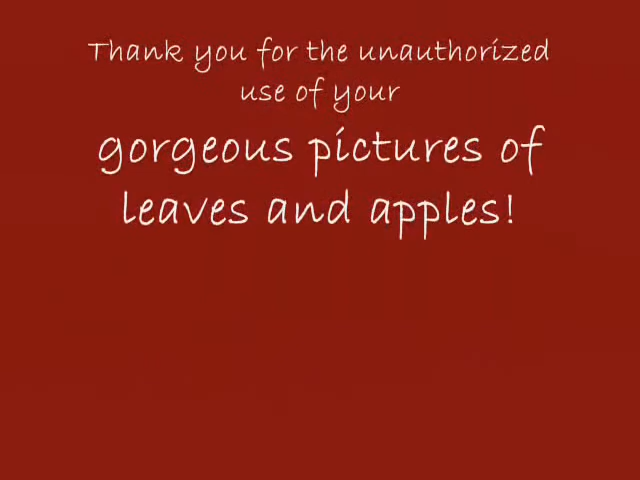 Thank you for the unauthorized
use of your
gorgeous pictures of
leaves and apples!